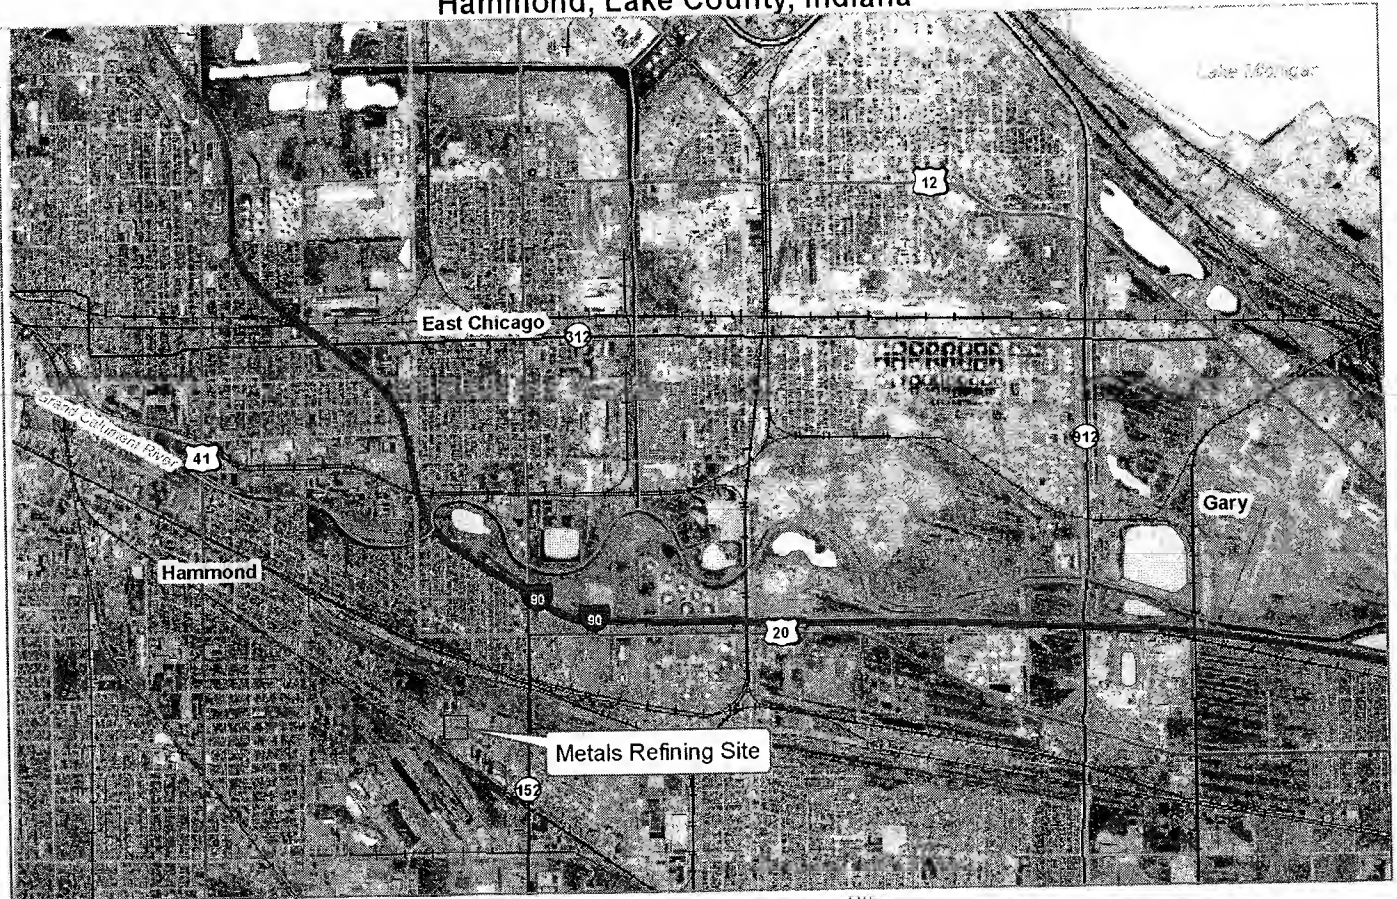 Hammond, Lake County, Indiana
Lake Michigan
12
East Chicago
312
Grand Calumet River
41
912
Gary
Hammond
90
90
20
Metals Refining Site
152